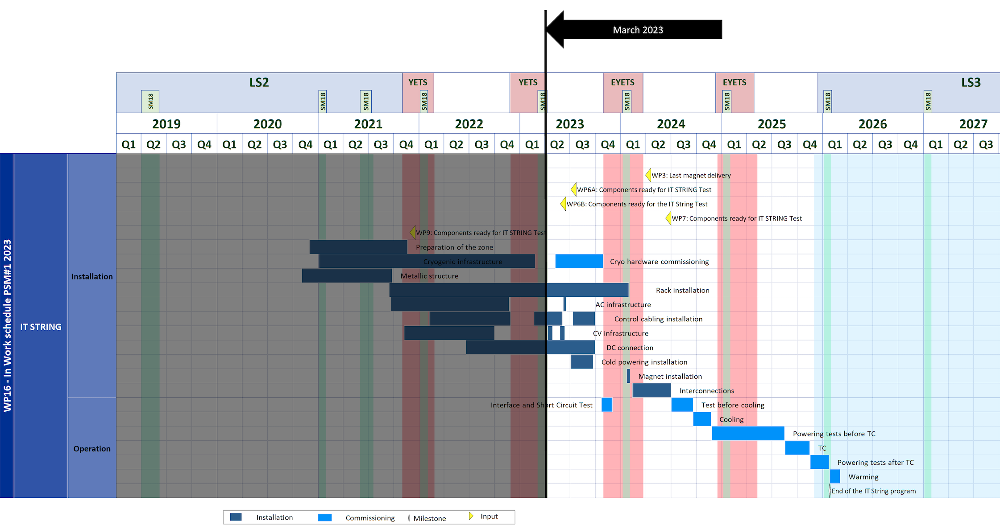 March 2023
LS2
YETS
YETS
EYETS
EYETS
LS3
SM18
SM18
SM18
SM18
SM18
SM18
SM18
SM18
SM18
2019
2020
2021
2022
2023
2024
2025
2026
2027
Q1 Q2 Q3 Q4 Q1 Q2 Q3 Q4 Q1 Q2 Q3 Q4 Q1 Q2 Q3 Q4 Q1 Q2 Q3 Q4 Q1 Q2 Q3 Q4 Q1 Q2 Q3 Q4 Q1 Q2 Q3 Q4 Q1 Q2 Q3
WP16 - In Work schedule PSM#1 2023
IT STRING
Installation
Operation
WP3: Last magnet delivery
WP6A: Components ready for IT STRING Test
WP6B: Components ready for the IT String Test
WP7: Components ready for IT STRING Test
WP9: Components ready for IT STRING Test
Preparation of the zone
Cryogenic infrastructure
Cryo hardware commissioning
Metallic structure
Rack installation
AC infrastructure
Control cabling installation
CV infrastructure
DC connection
Cold powering installation
Magnet installation
Interconnections
Interface and Short Circuit Test
Test before cooling
Cooling
Powering tests before TC
TC
Powering tests after TC
Warming
End of the IT String program
Installation
Commissioning
Milestone
Input